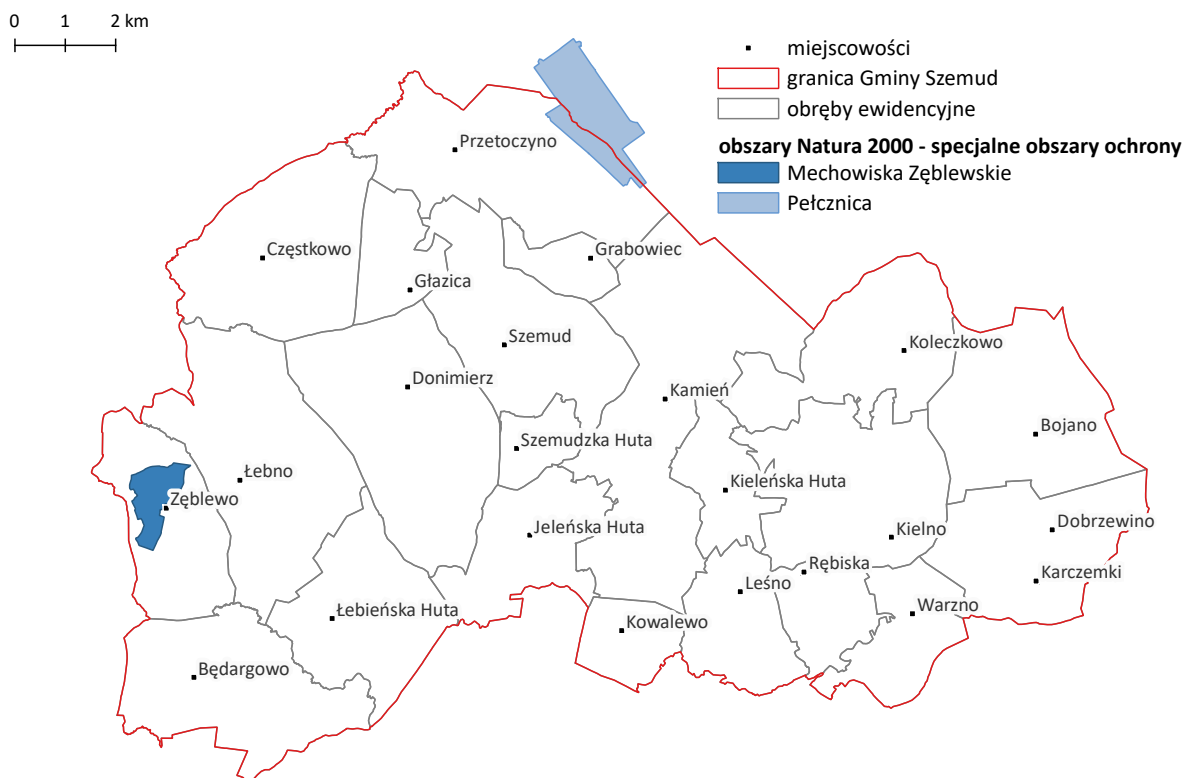 0 1 2 km
miejscowości
granica Gminy Szemud
obręby ewidencyjne
obszary Natura 2000 - specjalne obszary ochrony
Mechowiska Zęblewskie
Pełcznica
Przetoczyno
Częstkowo
Grabowiec
Głazica
Szemud
Koleczkowo
Donimierz
Kamień
Bojano
Szemudzka Huta
Łebno
Kieleńska Huta
Zęblewo
Jeleńska Huta
Kielno
Dobrzewino
Rębiska
Karczemki
Leśno
Łebieńska Huta
Kowalewo
Warzno
Będargowo